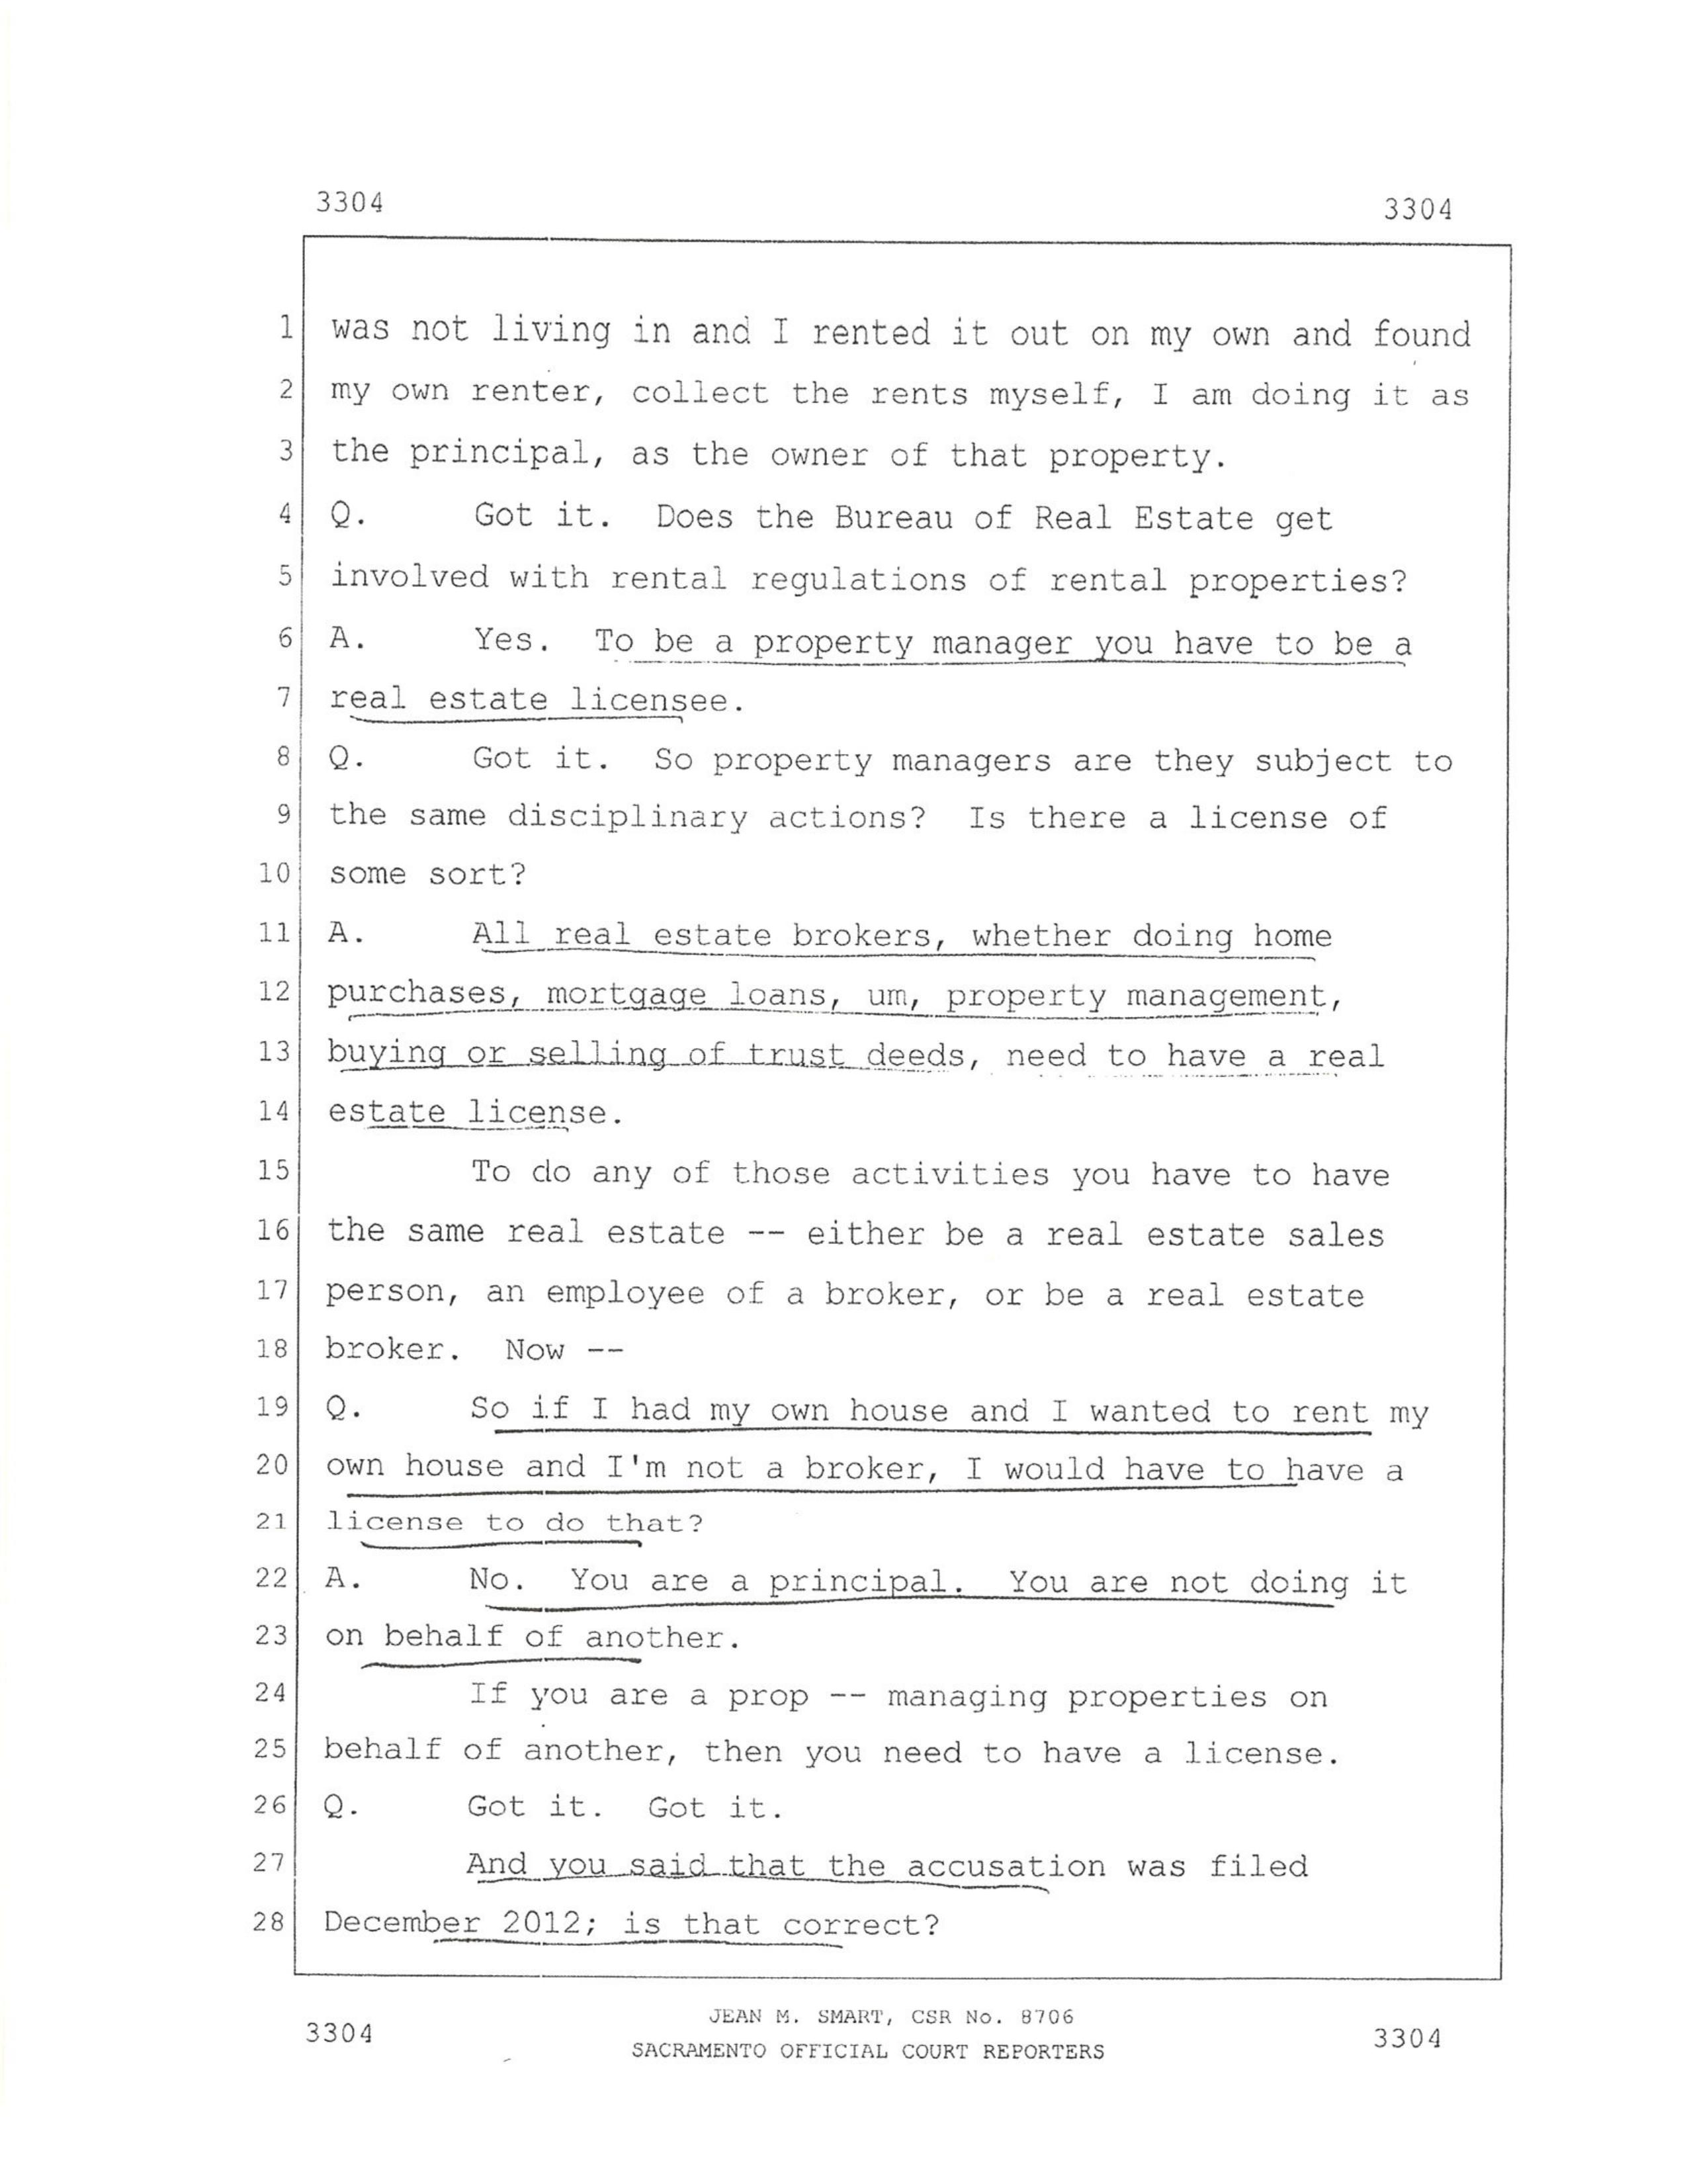 3304 3304
1 was not living in and I rented it out on my own and found
2 my own renter, collect the rents myself, I am doing it as
3 the principal, as the owner of that property.
4 Q. Got it. Does the Bureau of Real Estate get
5 involved with rental regulations of rental properties?
6 A. Yes. To be a property manager you have to be a
7 real estate licensee.
8 Q. Got it. So property managers are they subject to
9 the same disciplinary actions? Is there a license of
10 some sort?
11 A. All real estate brokers, whether doing home
12 purchases, mortgage loans, um, property management,
13 buying or selling of trust deeds, need to have a real
14 estate license.
15 To do any of those activities you have to have
16 the same real estate -- either be a real estate sales
17 person, an employee of a broker, or be a real estate
18 broker. Now --
19 Q. So if I had my own house and I wanted to rent my
20 own house and I'm not a broker, I would have to have a
21 license to do that?
22 A. No. You are a principal. You are not doing it
23 on behalf of another.
24 If you are a prop -- managing properties on
25 behalf of another, then you need to have a license.
26 Q. Got it. Got it.
27 And you said that the accusation was filed
28 December 2012; is that correct?
JEAN M. SMART, CSR No. 8706
3304 SACRAMENTO OFFICIAL COURT REPORTERS 3304